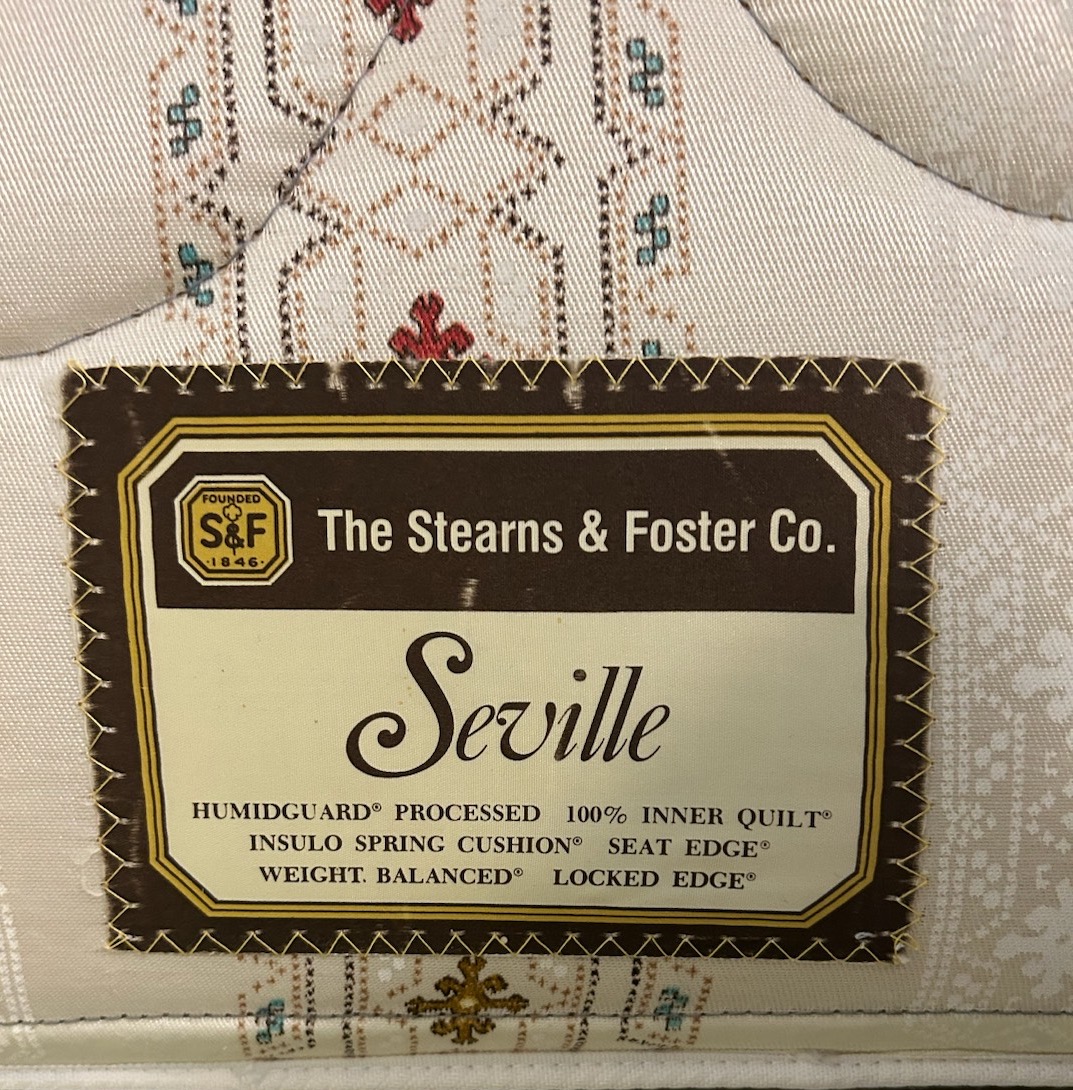 FOUNDED
S&F
·1846·
The Stearns & Foster Co.
Seville
HUMIDGUARD® PROCESSED 100% INNER QUILT®
INSULO SPRING CUSHION® SEAT EDGE®
WEIGHT. BALANCED® LOCKED EDGE®